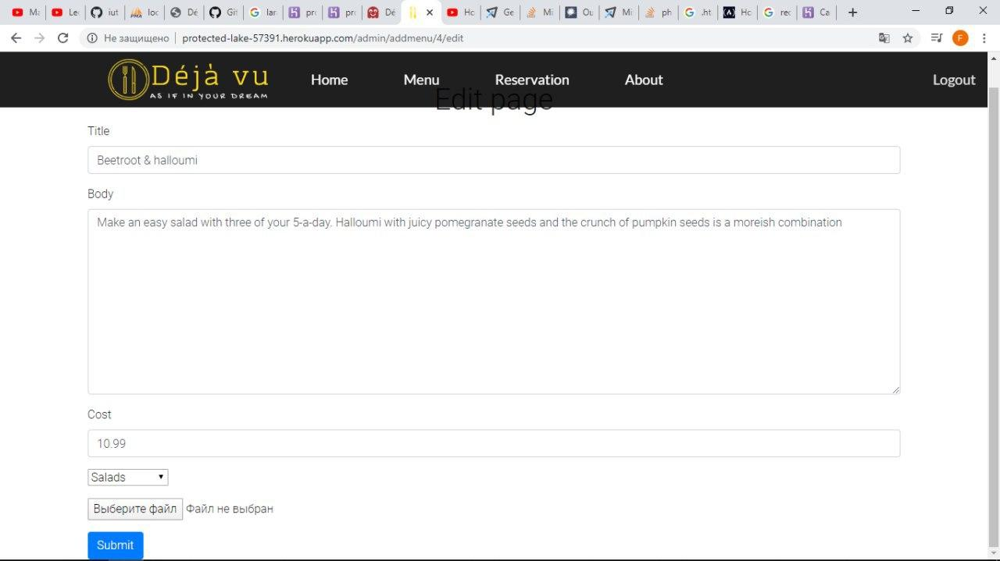 Ma Le iut loc Dé Git lar pro pro Dé Ho Ge Mi Ou Mi ph .ht Ho rec Ca
Не защищено protected-lake-57391.herokuapp.com/admin/addmenu/4/edit F
Déjà vu Home Menu Reservation About Logout
AS IF IN YOUR DREAM
Edit page
Title
Beetroot & halloumi
Body
Make an easy salad with three of your 5-a-day. Halloumi with juicy pomegranate seeds and the crunch of pumpkin seeds is a moreish combination
Cost
10.99
Salads
Выберите файл Файл не выбран
Submit